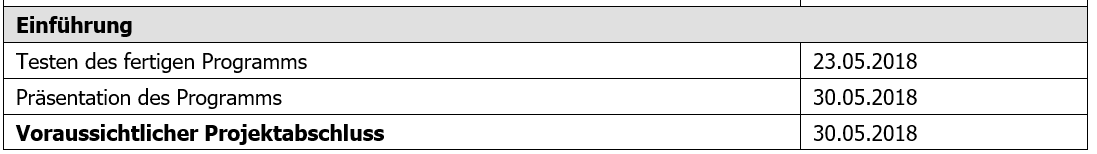 Einführung
Testen des fertigen Programms 23.05.2018
Präsentation des Programms 30.05.2018
Voraussichtlicher Projektabschluss 30.05.2018